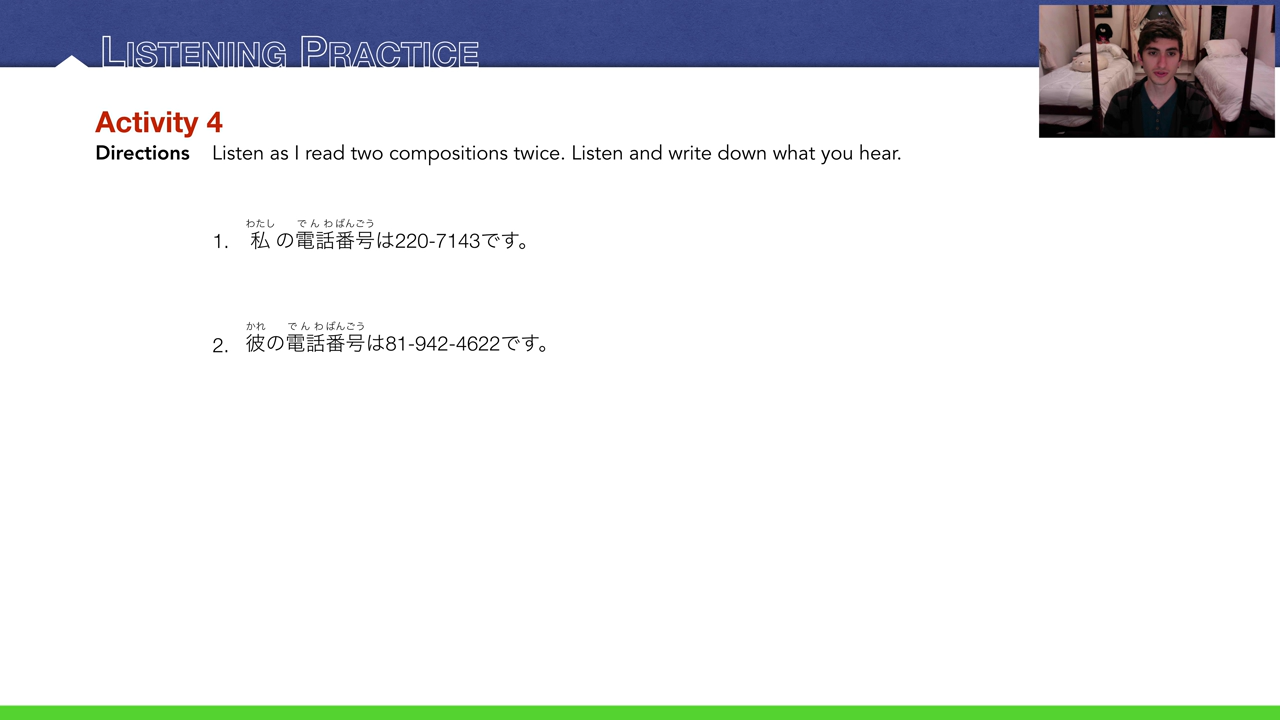 LISTENING PRACTICE
Activity 4
Directions Listen as I read two compositions twice. Listen and write down what you hear.
わたし でんわばんごう
1. 私の電話番号は220-7143です。
かれ でんわばんごう
2. 彼の電話番号は81-942-4622です。